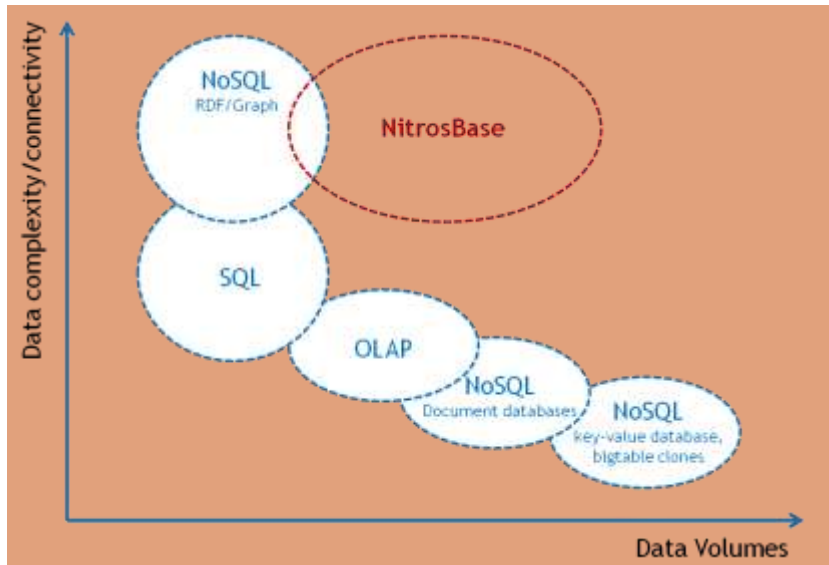 Data complexity/connectivity
NoSQL
RDF/Graph
NitrosBase
SQL
OLAP
NoSQL
Document databases
NoSQL
key-value database,
bigtable clones
Data Volumes